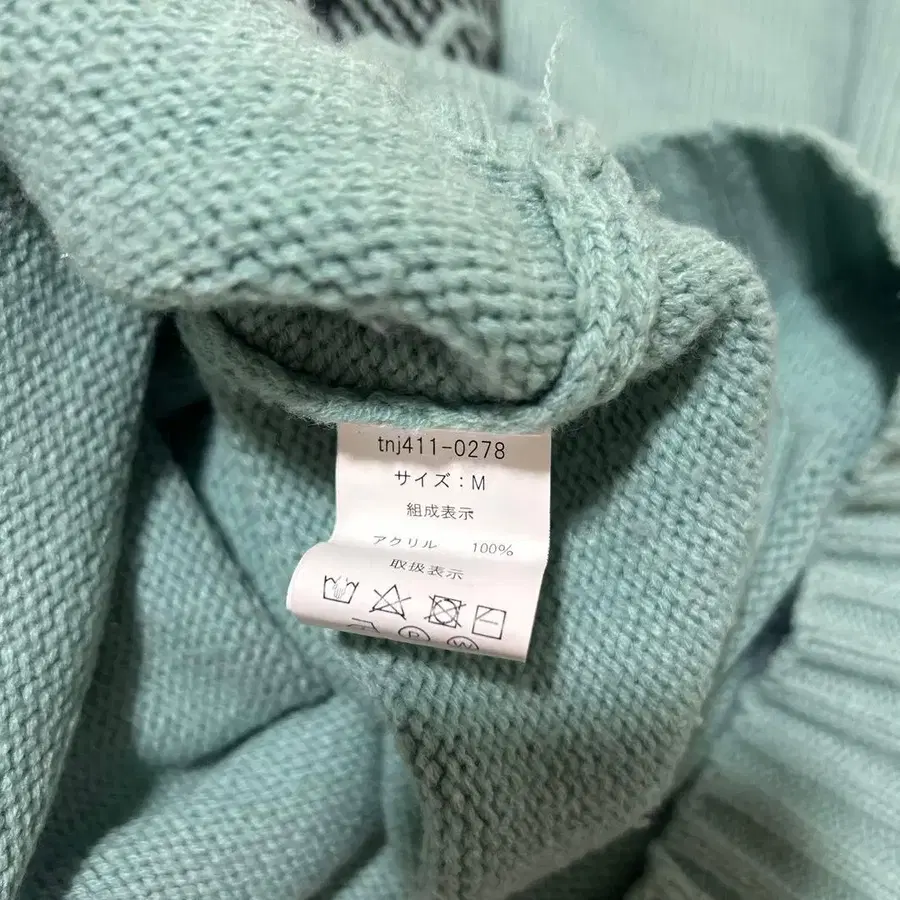 tnj411-0278
サイズ：M
組成表示
アクリル 100%
取扱表示
P W